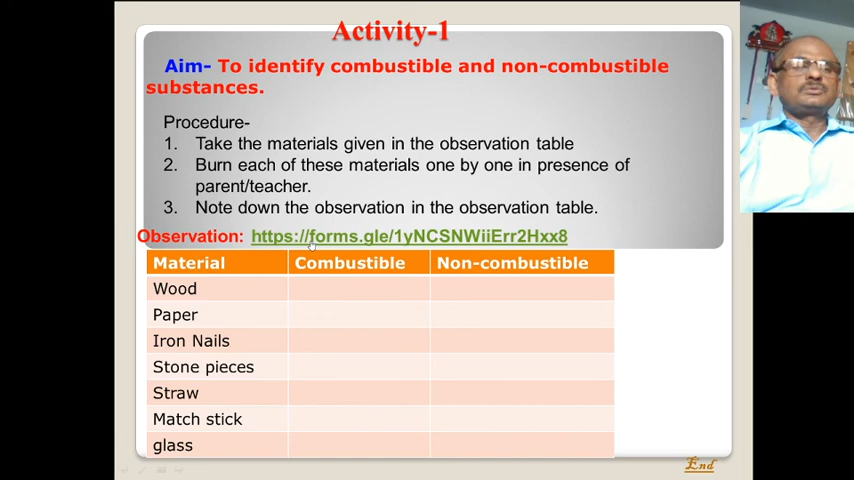 Activity-1
Aim- To identify combustible and non-combustible
substances.
Procedure-
1. Take the materials given in the observation table
2. Burn each of these materials one by one in presence of
parent/teacher.
3. Note down the observation in the observation table.
Observation: https://forms.gle/1yNCSNWiiErr2Hxx8
Material Combustible Non-combustible
Wood
Paper
Iron Nails
Stone pieces
Straw
Match stick
glass
End